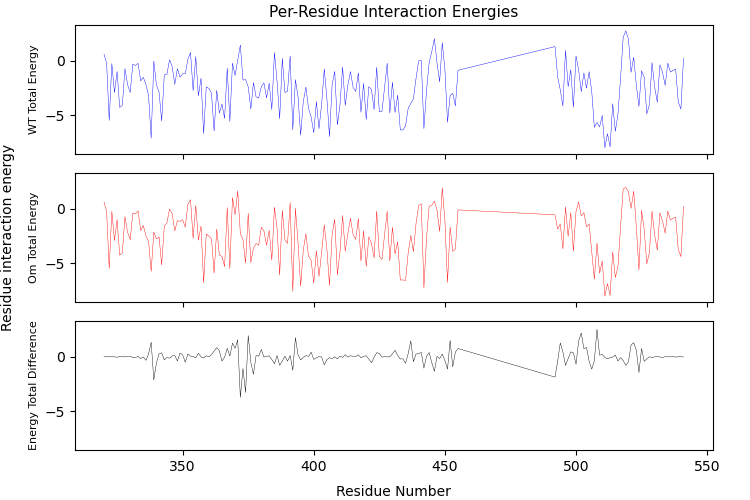 Per-Residue Interaction Energies
Residue interaction energy
WT Total Energy
0
−5
Om Total Energy
0
−5
Energy Total Difference
0
−5
350
400
450
500
550
Residue Number